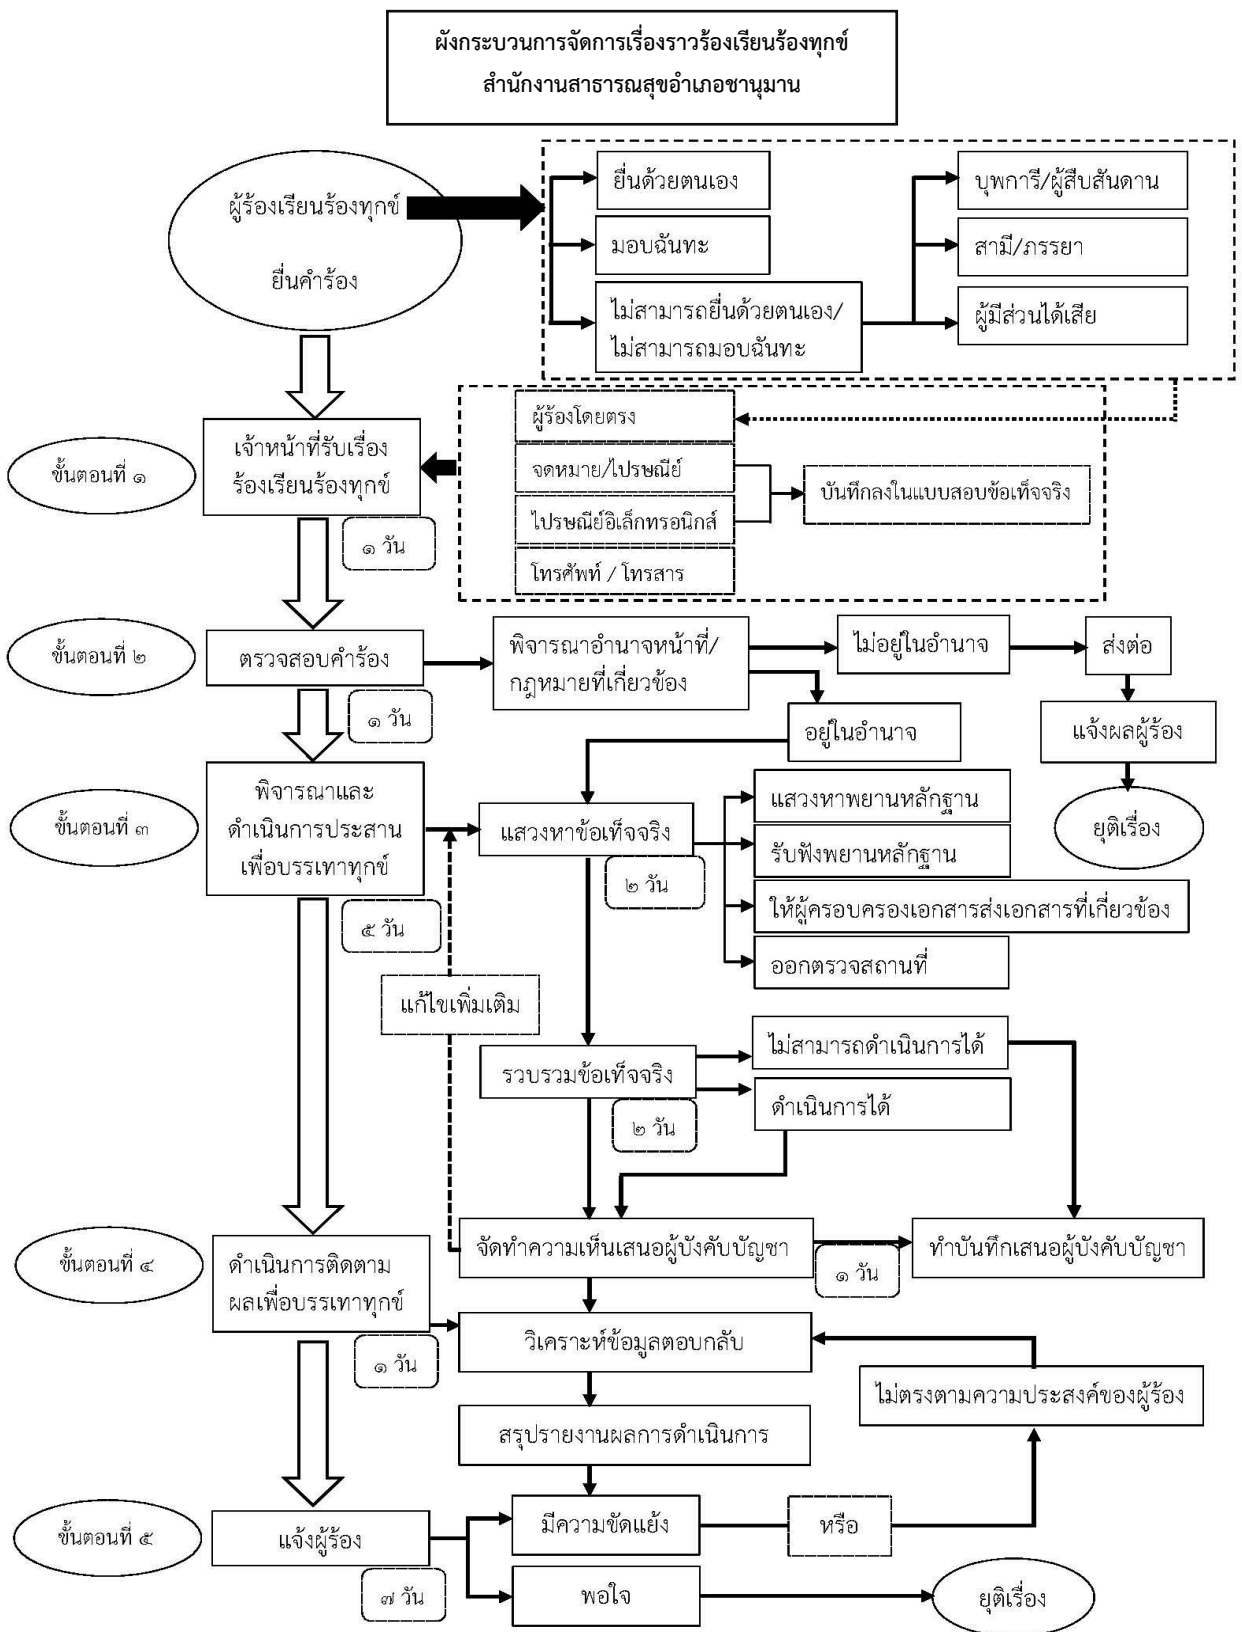 ผังกระบวนการจัดการเรื่องราวร้องเรียนร้องทุกข์
สำนักงานสาธารณสุขอำเภอชานุมาน
ผู้ร้องเรียนร้องทุกข์
ยื่นคำร้อง
ยื่นด้วยตนเอง
มอบฉันทะ
ไม่สามารถยื่นด้วยตนเอง/
ไม่สามารถมอบฉันทะ
บุพการี/ผู้สืบสันดาน
สามี/ภรรยา
ผู้มีส่วนได้เสีย
ขั้นตอนที่ ๑
เจ้าหน้าที่รับเรื่อง
ร้องเรียนร้องทุกข์
๑ วัน
ผู้ร้องโดยตรง
จดหมาย/ไปรษณีย์
ไปรษณีย์อิเล็กทรอนิกส์
โทรศัพท์ / โทรสาร
บันทึกลงในแบบสอบข้อเท็จจริง
ขั้นตอนที่ ๒
ตรวจสอบคำร้อง
๑ วัน
พิจารณาอำนาจหน้าที่/
กฎหมายที่เกี่ยวข้อง
ไม่อยู่ในอำนาจ
ส่งต่อ
อยู่ในอำนาจ
แจ้งผลผู้ร้อง
ยุติเรื่อง
ขั้นตอนที่ ๓
พิจารณาและ
ดำเนินการประสาน
เพื่อบรรเทาทุกข์
๕ วัน
แสวงหาข้อเท็จจริง
๒ วัน
แสวงหาพยานหลักฐาน
รับฟังพยานหลักฐาน
ให้ผู้ครอบครองเอกสารส่งเอกสารที่เกี่ยวข้อง
ออกตรวจสถานที่
แก้ไขเพิ่มเติม
รวบรวมข้อเท็จจริง
๒ วัน
ไม่สามารถดำเนินการได้
ดำเนินการได้
ขั้นตอนที่ ๔
ดำเนินการติดตาม
ผลเพื่อบรรเทาทุกข์
๑ วัน
จัดทำความเห็นเสนอผู้บังคับบัญชา
๑ วัน
ทำบันทึกเสนอผู้บังคับบัญชา
วิเคราะห์ข้อมูลตอบกลับ
ไม่ตรงตามความประสงค์ของผู้ร้อง
สรุปรายงานผลการดำเนินการ
ขั้นตอนที่ ๕
แจ้งผู้ร้อง
๗ วัน
มีความขัดแย้ง
หรือ
พอใจ
ยุติเรื่อง